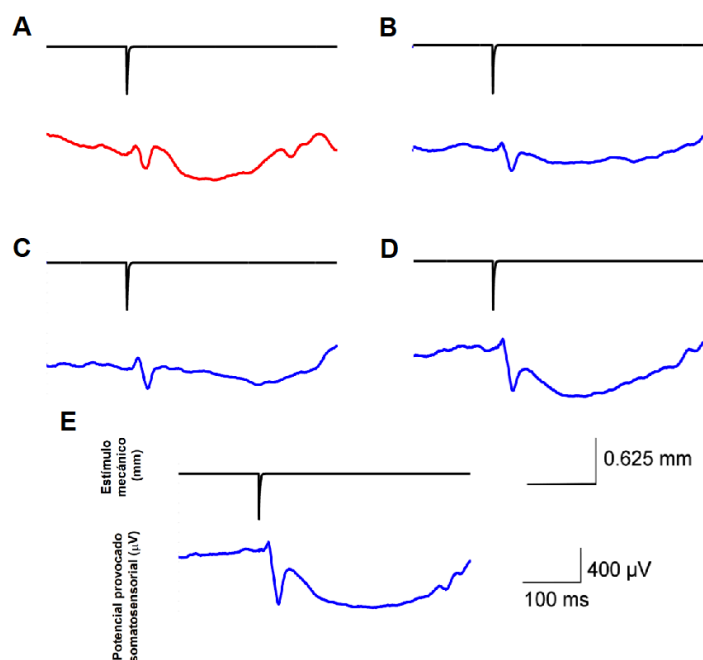 A
B
C
D
E
Estímulo
mecánico
(mm)
0.625 mm
Potencial provocado
somatosensorial (µV)
400 µV
100 ms